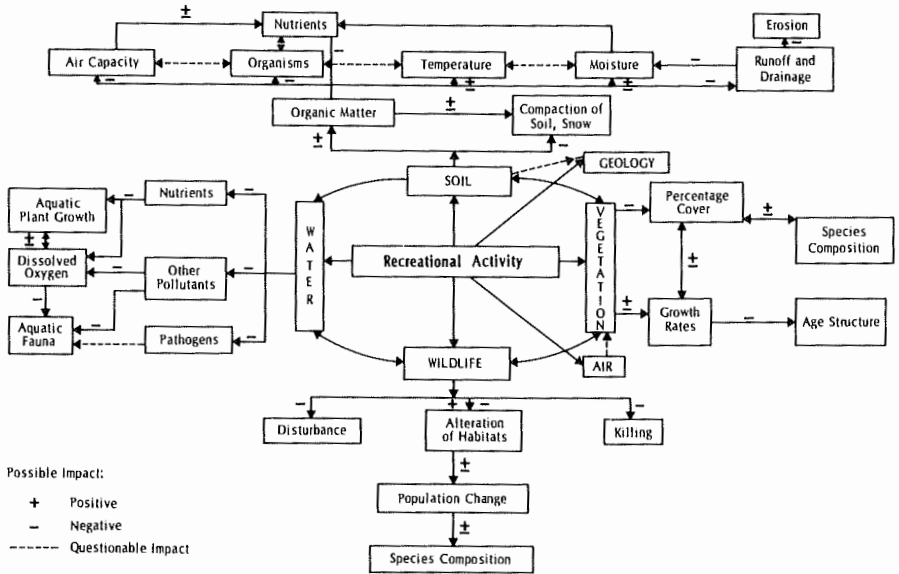 ±
Nutrients
Erosion
Air Capacity
Organisms
Temperature
Moisture
Runoff and
Drainage
−
−
−
−
−
−
±
±
−
Organic Matter
±
Compaction of
Soil, Snow
±
−
SOIL
GEOLOGY
Aquatic
Plant Growth
−
Nutrients
−
WATER
VEGETATION
−
Percentage
Cover
±
Species
Composition
±
Dissolved
Oxygen
−
Other
Pollutants
−
Recreational Activity
±
−
−
Aquatic
Fauna
Pathogens
−
±
Growth
Rates
−
Age Structure
WILDLIFE
AIR
−
+
−
−
Disturbance
Alteration
of Habitats
Killing
±
Possible Impact:
+ Positive
Population Change
− Negative
±
------ Questionable Impact
Species Composition